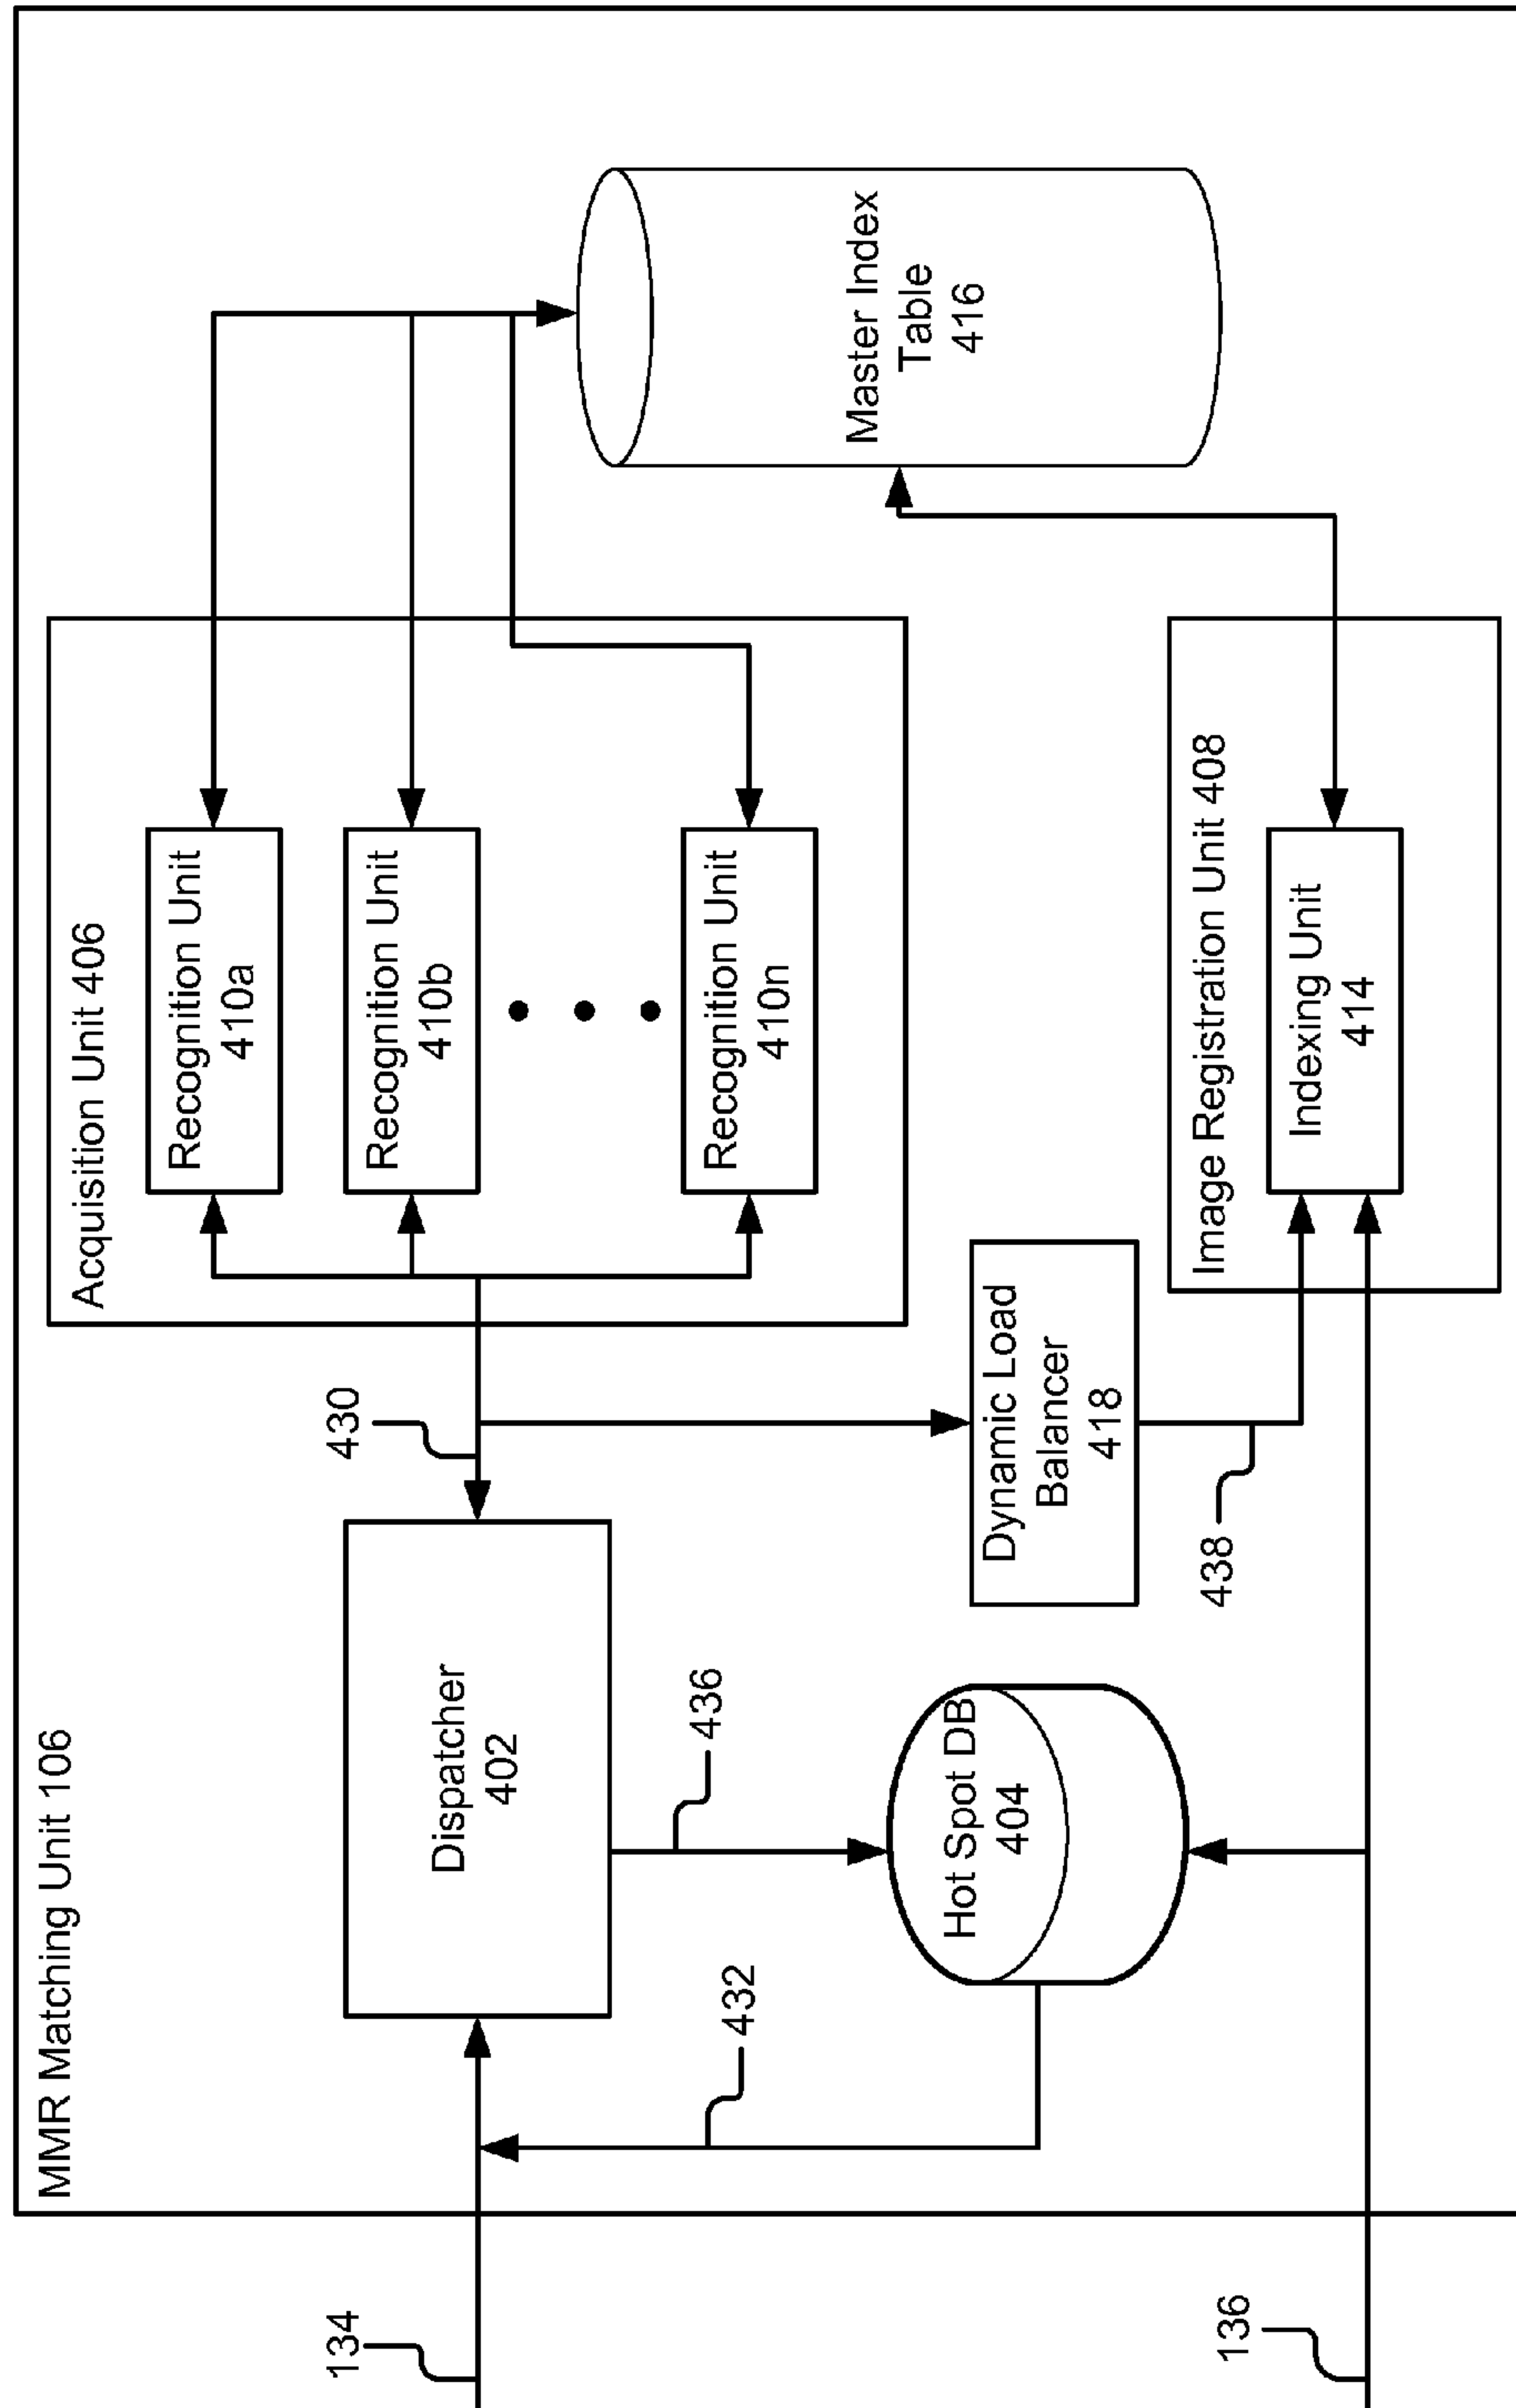 MMR Matching Unit 106
134
Dispatcher
402
430
Acquisition Unit 406
Recognition Unit
410a
Recognition Unit
410b
Recognition Unit
410n
432
436
Hot Spot DB
404
Dynamic Load
Balancer
418
438
Master Index
Table
416
Image Registration Unit 408
Indexing Unit
414
136